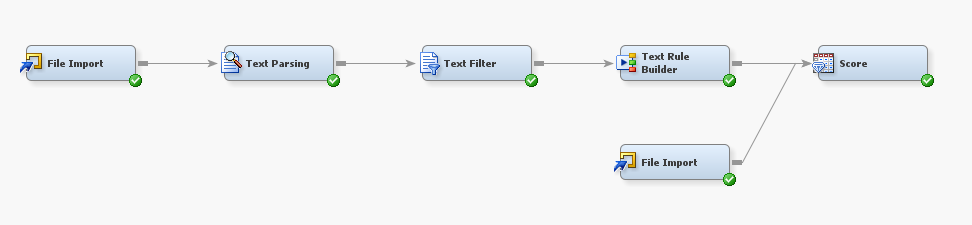 File Import
Text Parsing
Text Filter
Text Rule
Builder
Score
File Import